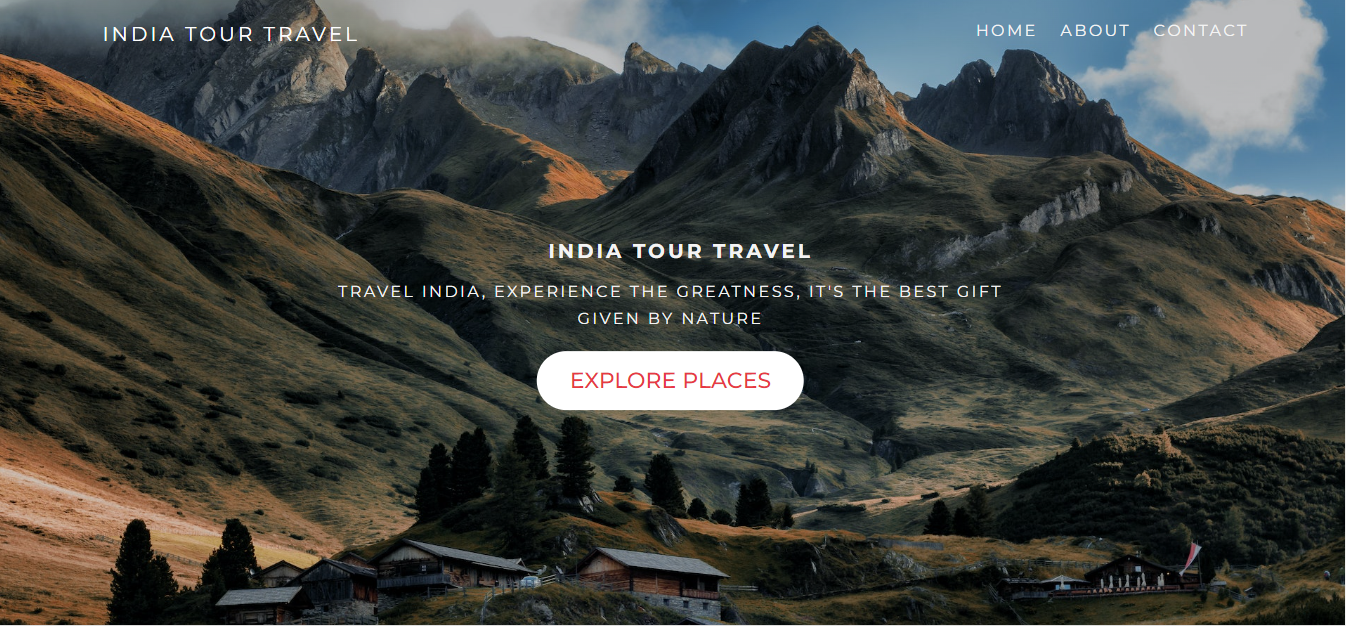 INDIA TOUR TRAVEL
HOME ABOUT CONTACT
INDIA TOUR TRAVEL
TRAVEL INDIA, EXPERIENCE THE GREATNESS, IT'S THE BEST GIFT
GIVEN BY NATURE
EXPLORE PLACES